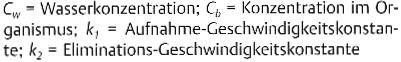 C_w = Wasserkonzentration; C_b = Konzentration im Or-
ganismus; k_1 = Aufnahme-Geschwindigkeitskonstan-
te; k_2 = Eliminations-Geschwindigkeitskonstante